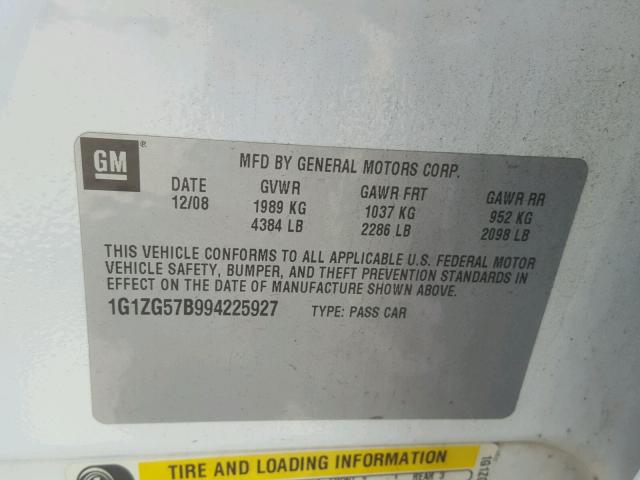 GM®
MFD BY GENERAL MOTORS CORP.
DATE GVWR GAWR FRT GAWR RR
12/08 1989 KG 1037 KG 952 KG
4384 LB 2286 LB 2098 LB
THIS VEHICLE CONFORMS TO ALL APPLICABLE U.S. FEDERAL MOTOR
VEHICLE SAFETY, BUMPER, AND THEFT PREVENTION STANDARDS IN
EFFECT ON THE DATE OF MANUFACTURE SHOWN ABOVE.
1G1ZG57B994225927 TYPE: PASS CAR
TIRE AND LOADING INFORMATION
REAR 3